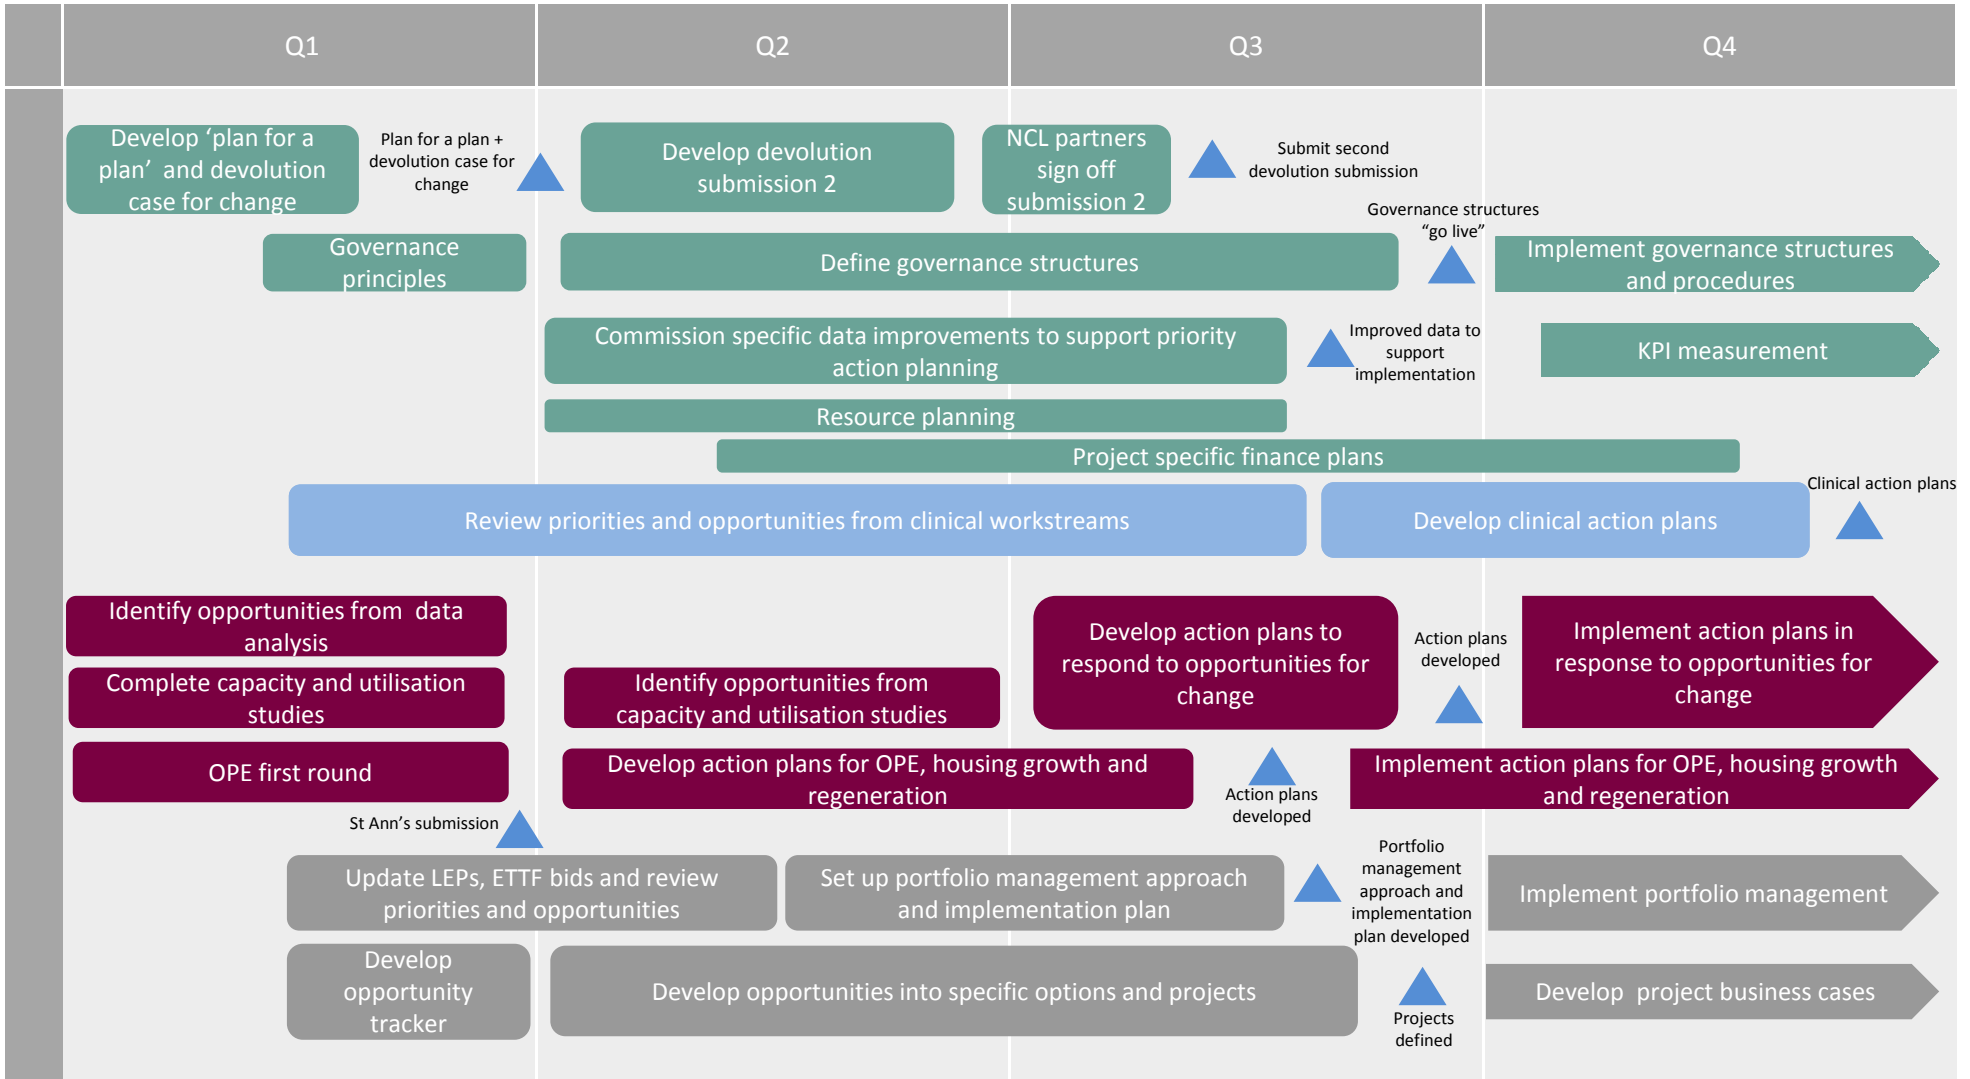 Q1
Q2
Q3
Q4
Develop ‘plan for a
plan’ and devolution
case for change
Plan for a plan +
devolution case for
change
Develop devolution
submission 2
NCL partners
sign off
submission 2
Submit second
devolution submission
Governance
principles
Define governance structures
Governance structures
“go live”
Implement governance structures
and procedures
Commission specific data improvements to support priority
action planning
Improved data to
support
implementation
KPI measurement
Resource planning
Project specific finance plans
Review priorities and opportunities from clinical workstreams
Develop clinical action plans
Clinical action plans
Identify opportunities from data
analysis
Develop action plans to
respond to opportunities for
change
Action plans
developed
Implement action plans in
response to opportunities for
change
Complete capacity and utilisation
studies
Identify opportunities from
capacity and utilisation studies
OPE first round
Develop action plans for OPE, housing growth and
regeneration
Action plans
developed
Implement action plans for OPE, housing growth
and regeneration
St Ann’s submission
Update LEPs, ETTF bids and review
priorities and opportunities
Set up portfolio management approach
and implementation plan
Portfolio
management
approach and
implementation
plan developed
Implement portfolio management
Develop
opportunity
tracker
Develop opportunities into specific options and projects
Projects
defined
Develop project business cases